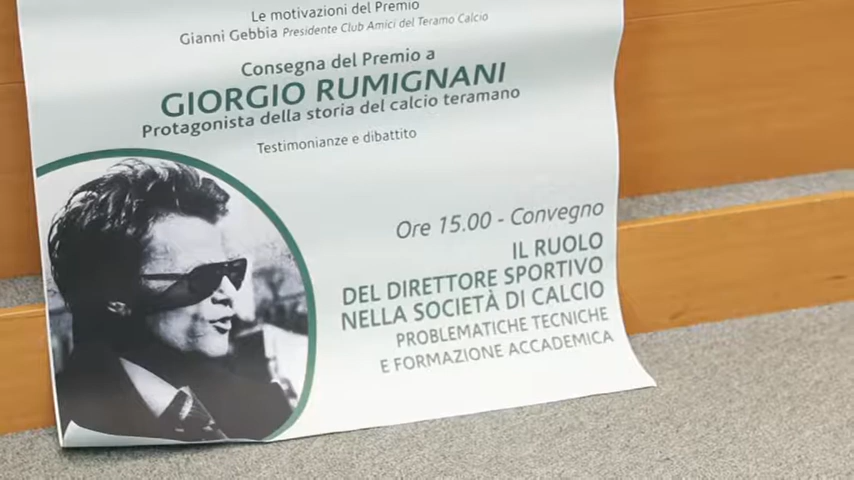 Le motivazioni del Premio
Gianni Gebbia Presidente Club Amici del Teramo Calcio
Consegna del Premio a
GIORGIO RUMIGNANI
Protagonista della storia del calcio teramano
Testimonianze e dibattito
Ore 15.00 - Convegno
IL RUOLO
DEL DIRETTORE SPORTIVO
NELLA SOCIETÀ DI CALCIO
PROBLEMATICHE TECNICHE
E FORMAZIONE ACCADEMICA